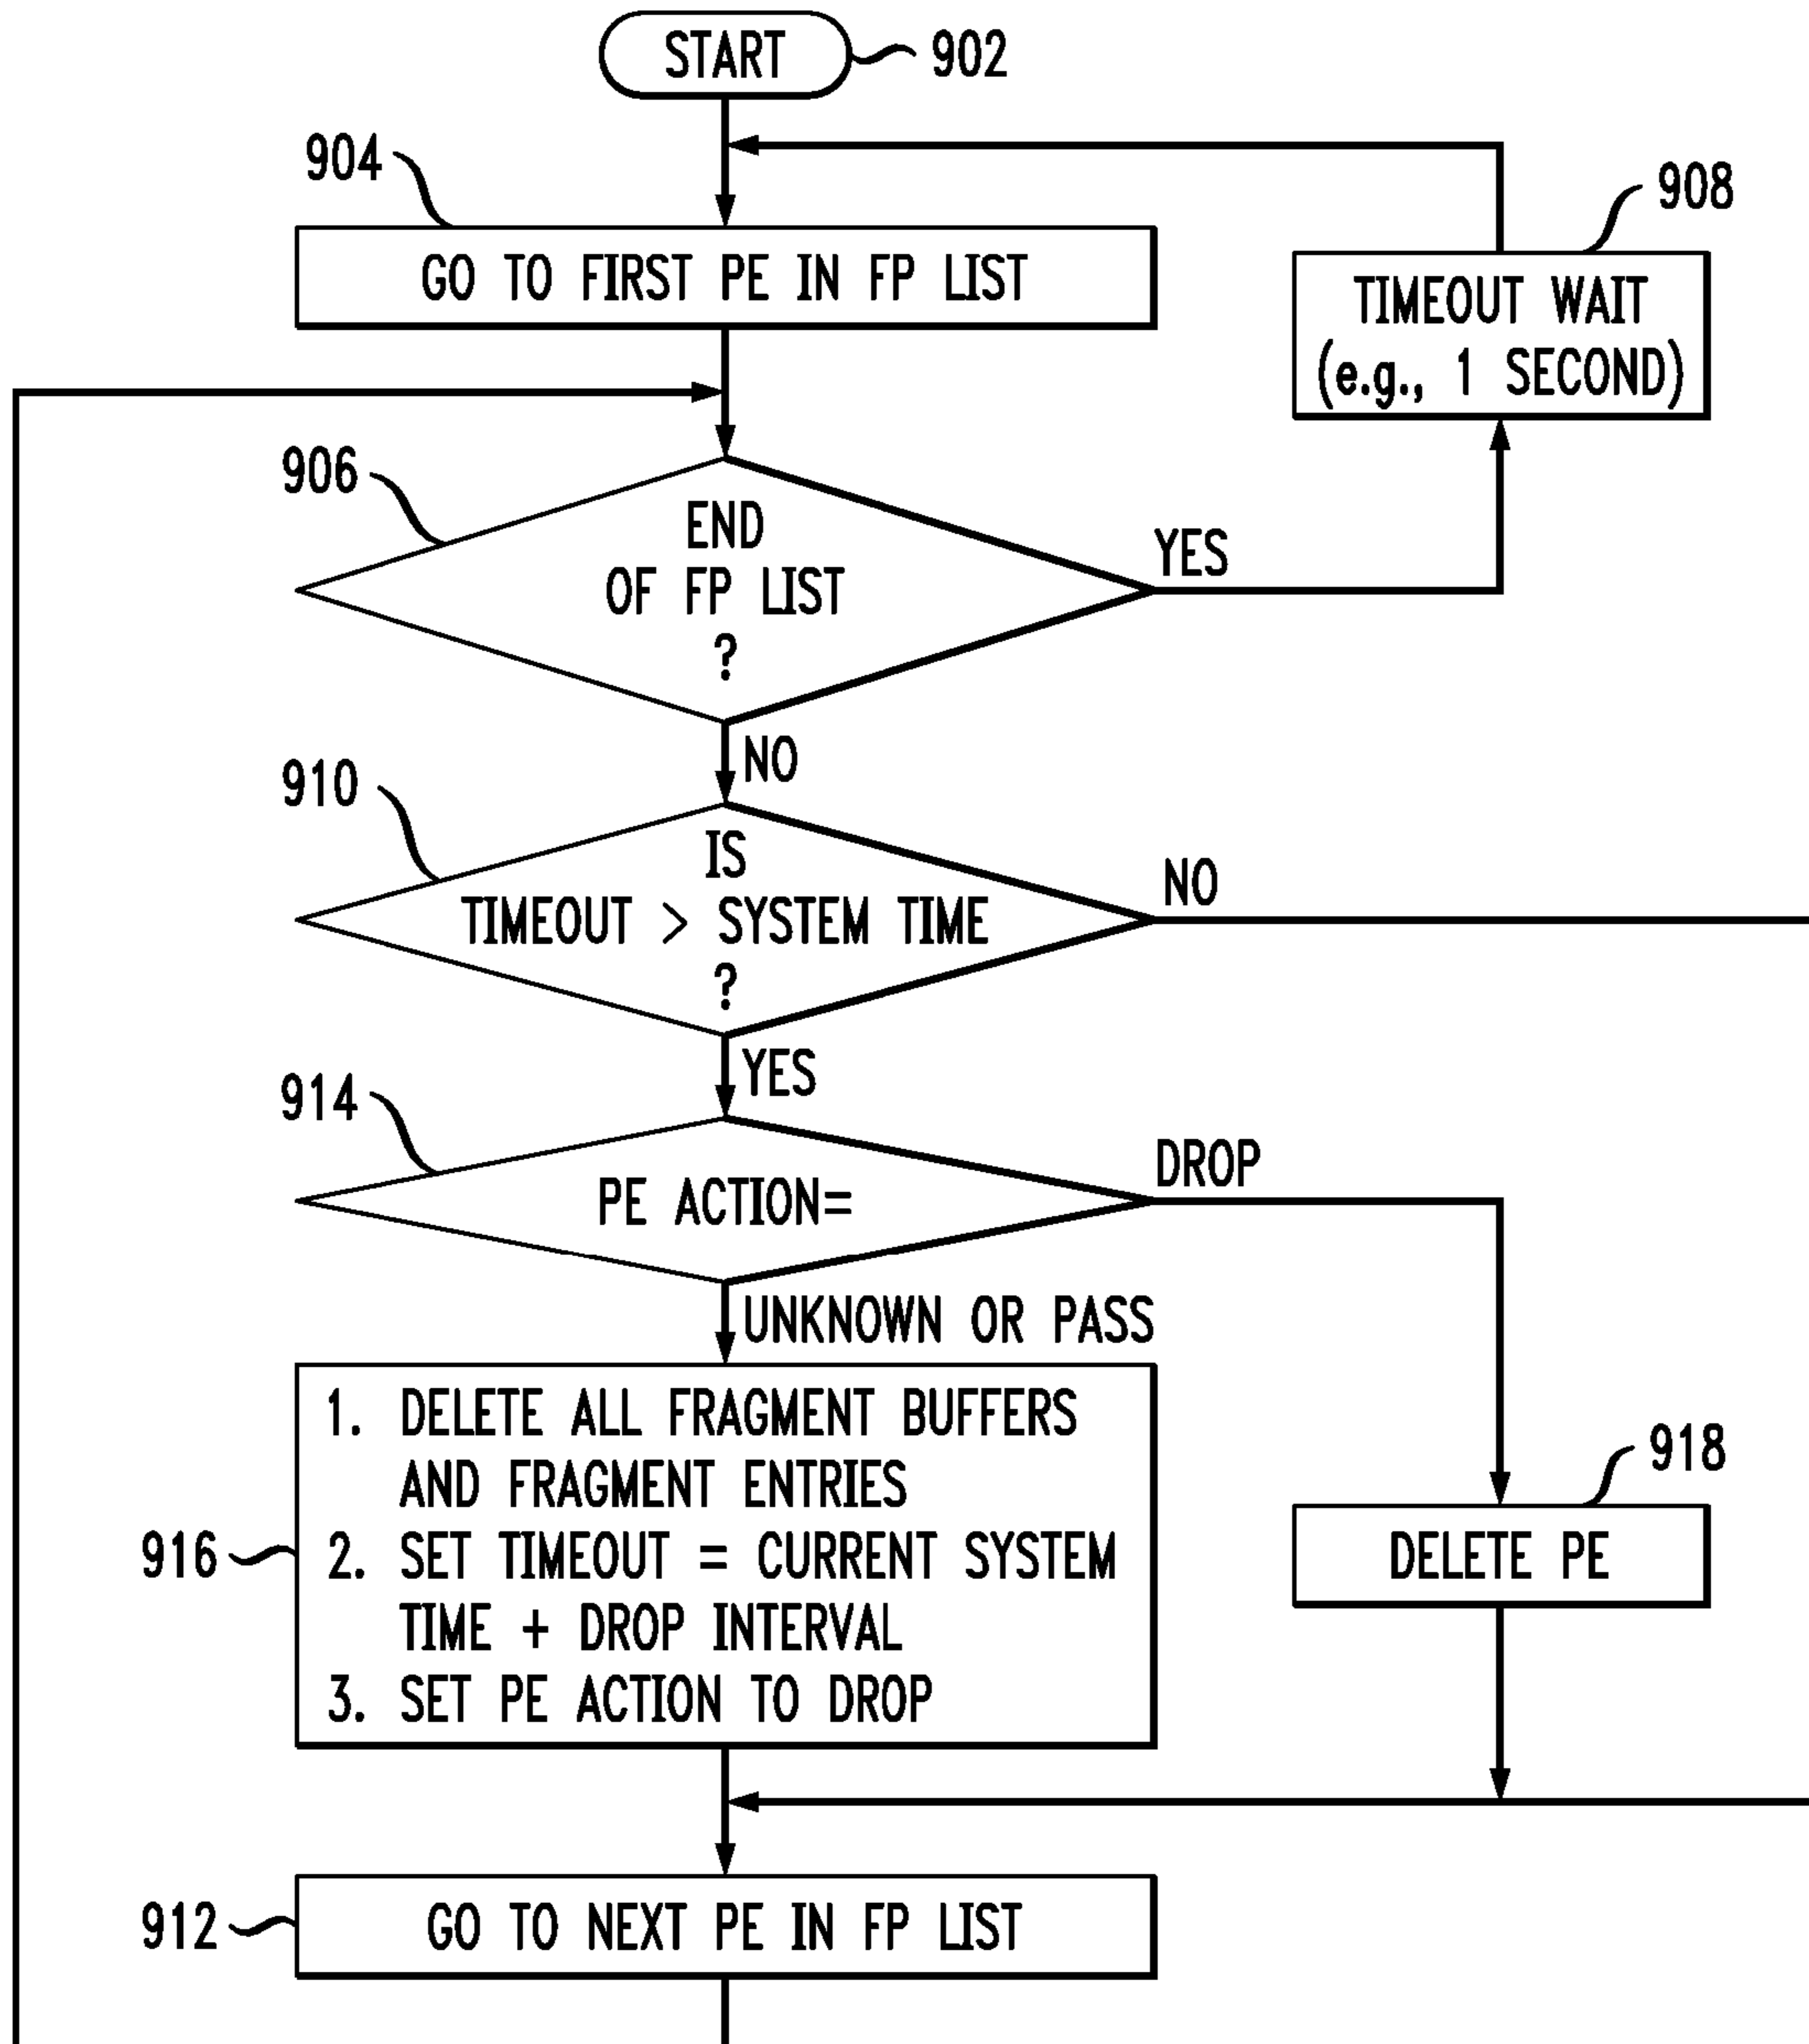 START
902
904
908
GO TO FIRST PE IN FP LIST
TIMEOUT WAIT
(e.g., 1 SECOND)
906
END
OF FP LIST
?
YES
NO
910
IS
TIMEOUT > SYSTEM TIME
?
NO
YES
914
PE ACTION=
DROP
UNKNOWN OR PASS
1. DELETE ALL FRAGMENT BUFFERS
AND FRAGMENT ENTRIES
2. SET TIMEOUT = CURRENT SYSTEM
TIME + DROP INTERVAL
3. SET PE ACTION TO DROP
916
918
DELETE PE
912
GO TO NEXT PE IN FP LIST